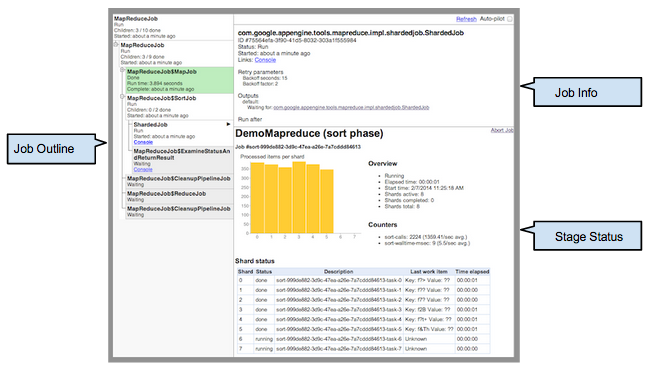 MapReduceJob
Run
Children: 3 / 10 done
Started: about a minute ago
MapReduceJob
Run
Children: 3 / 9 done
Started: about a minute ago
MapReduceJob$MapJob
Done
Run time: 3.894 seconds
Complete: about a minute ago
MapReduceJob$SortJob
Run
Children: 0 / 2 done
Started: about a minute ago
ShardedJob
Run
Started: about a minute ago
Console
MapReduceJob$ExamineStatusAn
dReturnResult
Waiting
Console
MapReduceJob$CleanupPipelineJob
Waiting
MapReduceJob$ReduceJob
Waiting
MapReduceJob$CleanupPipelineJob
Waiting
Refresh Auto-pilot
com.google.appengine.tools.mapreduce.impl.shardedjob.ShardedJob
ID #75564efa-3f90-41d5-8032-303a1f555984
Status: Run
Started: about a minute ago
Links: Console
Retry parameters
Backoff seconds: 15
Backoff factor: 2
Outputs
default:
Waiting for: com.google.appengine.tools.mapreduce.impl.shardedjob.ShardedJob
Run after
DemoMapreduce (sort phase)
Abort Job
Job #sort-999de882-3d9c-47ea-a26e-7a7cddd84613
Processed items per shard
400
300
200
100
0
0 1 2 3 4 5 6 7
Overview
Running
Elapsed time: 00:00:01
Start time: 2/7/2014 11:25:18 AM
Shards active: 8
Shards completed: 0
Shards total: 8
Counters
sort-calls: 2224 (1359.41/sec avg.)
sort-walltime-msec: 9 (5.5/sec avg.)
Shard status
Shard Status Description Last work item Time elapsed
0 done sort-999de882-3d9c-47ea-a26e-7a7cddd84613-task-0 Key: f?? Value: ?? 00:00:01
1 done sort-999de882-3d9c-47ea-a26e-7a7cddd84613-task-1 Key: f?? Value: ?? 00:00:00
2 done sort-999de882-3d9c-47ea-a26e-7a7cddd84613-task-2 Key: f?? Value: ?? 00:00:00
3 done sort-999de882-3d9c-47ea-a26e-7a7cddd84613-task-3 Key: f2B Value: ?? 00:00:01
4 done sort-999de882-3d9c-47ea-a26e-7a7cddd84613-task-4 Key: f?+ Value: ?? 00:00:01
5 done sort-999de882-3d9c-47ea-a26e-7a7cddd84613-task-5 Key: f&Th Value: ?? 00:00:01
6 running sort-999de882-3d9c-47ea-a26e-7a7cddd84613-task-6 Unknown 00:00:00
7 running sort-999de882-3d9c-47ea-a26e-7a7cddd84613-task-7 Unknown 00:00:00
Job Outline
Job Info
Stage Status